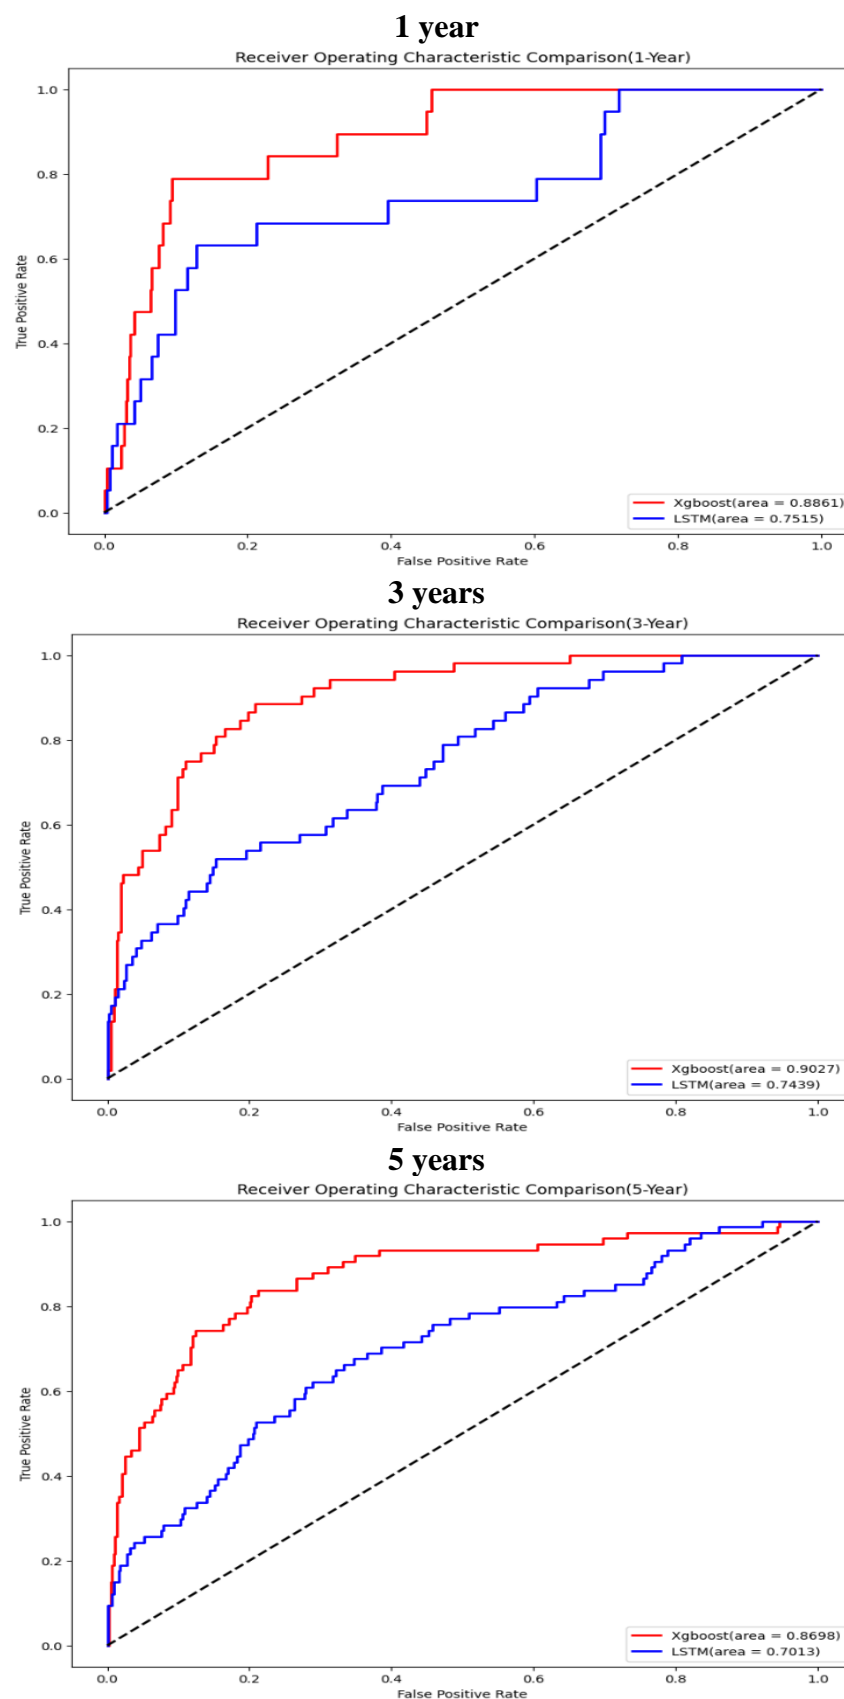 1 year
Receiver Operating Characteristic Comparison(1-Year)
1.0
0.8
0.6
0.4
0.2
0.0
True Positive Rate
Xgboost(area = 0.8861)
LSTM(area = 0.7515)
0.0 0.2 0.4 0.6 0.8 1.0
False Positive Rate
3 years
Receiver Operating Characteristic Comparison(3-Year)
1.0
0.8
0.6
0.4
0.2
0.0
True Positive Rate
Xgboost(area = 0.9027)
LSTM(area = 0.7439)
0.0 0.2 0.4 0.6 0.8 1.0
False Positive Rate
5 years
Receiver Operating Characteristic Comparison(5-Year)
1.0
0.8
0.6
0.4
0.2
0.0
True Positive Rate
Xgboost(area = 0.8698)
LSTM(area = 0.7013)
0.0 0.2 0.4 0.6 0.8 1.0
False Positive Rate